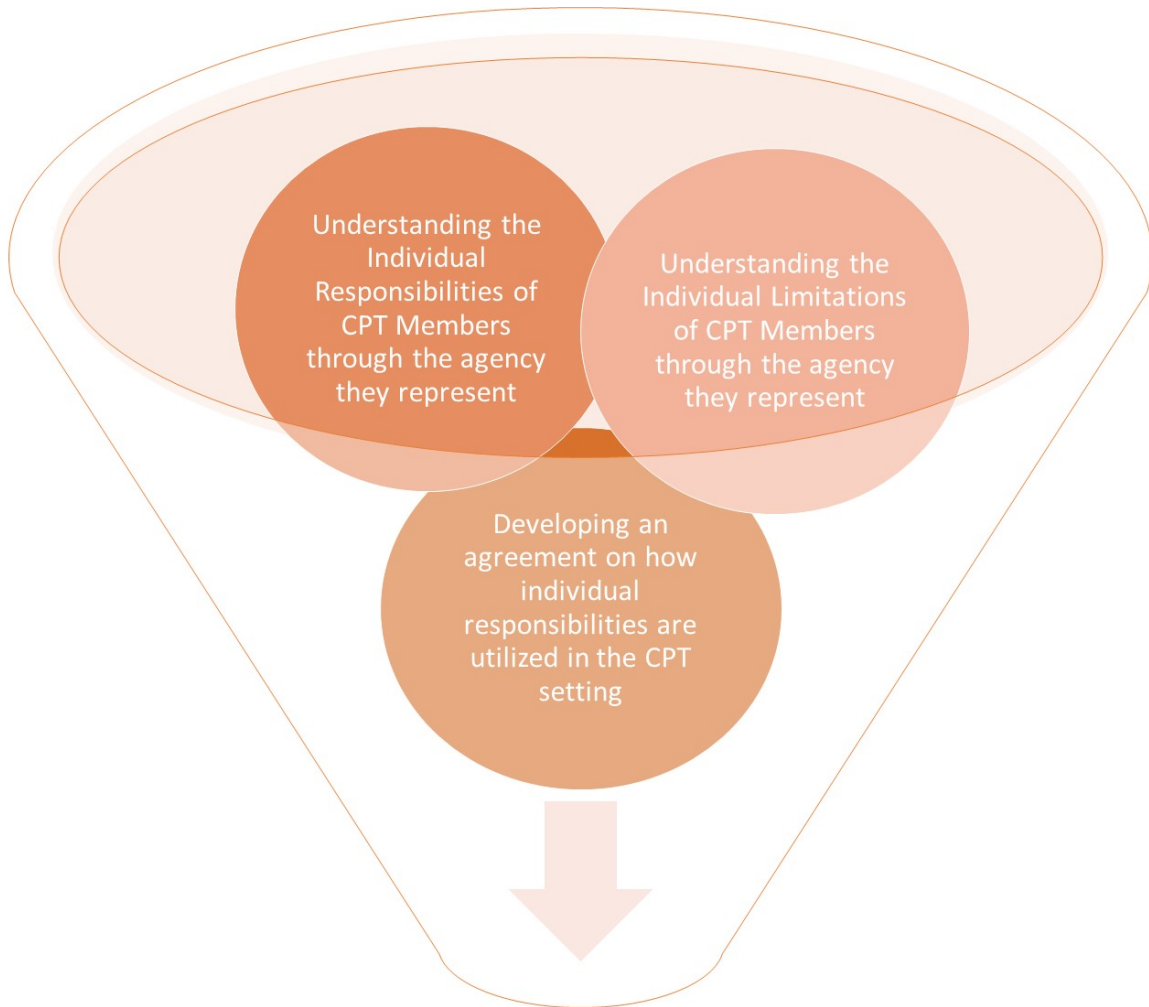 Understanding the
Individual
Responsibilities of
CPT Members
through the agency
they represent
Understanding the
Individual Limitations
of CPT Members
through the agency
they represent
Developing an
agreement on how
individual
responsibilities are
utilized in the CPT
setting